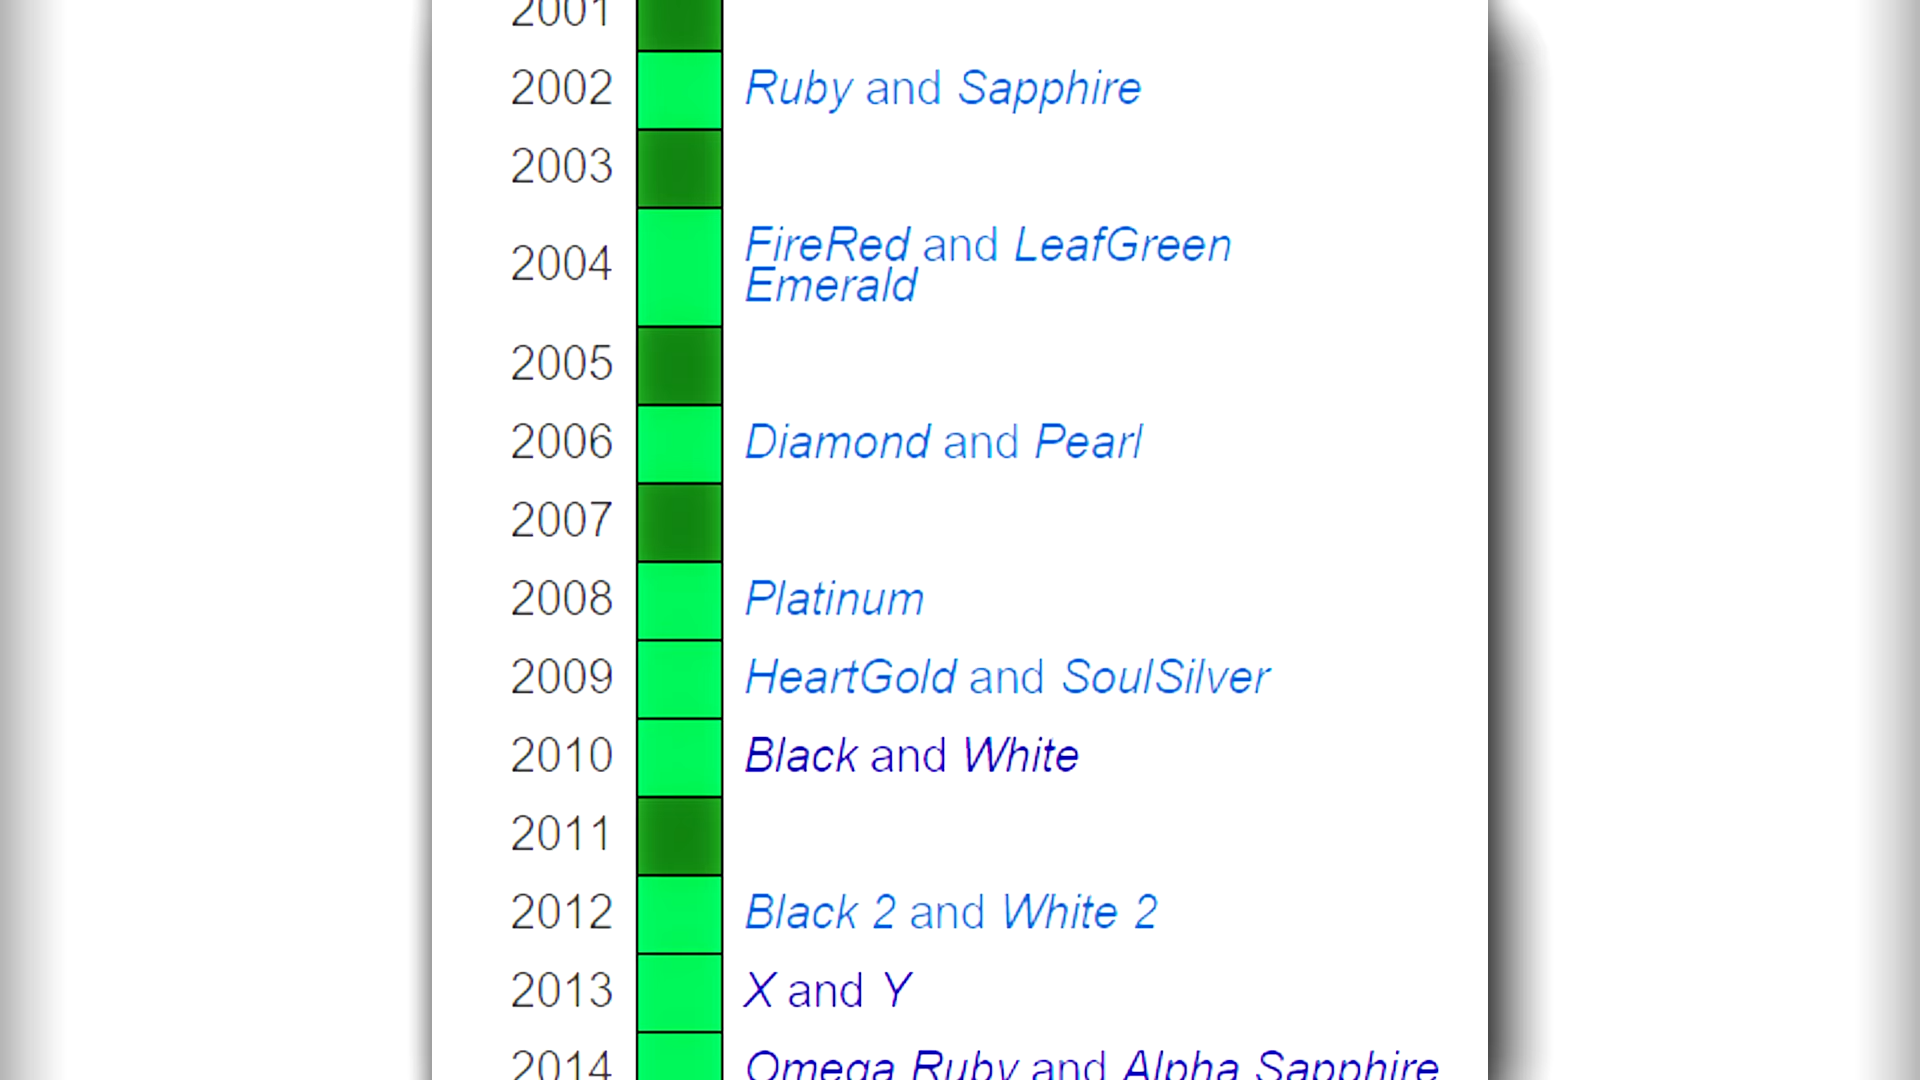 2001
2002 Ruby and Sapphire
2003
2004 FireRed and LeafGreen
Emerald
2005
2006 Diamond and Pearl
2007
2008 Platinum
2009 HeartGold and SoulSilver
2010 Black and White
2011
2012 Black 2 and White 2
2013 X and Y
2014 Omega Ruby and Alpha Sapphire